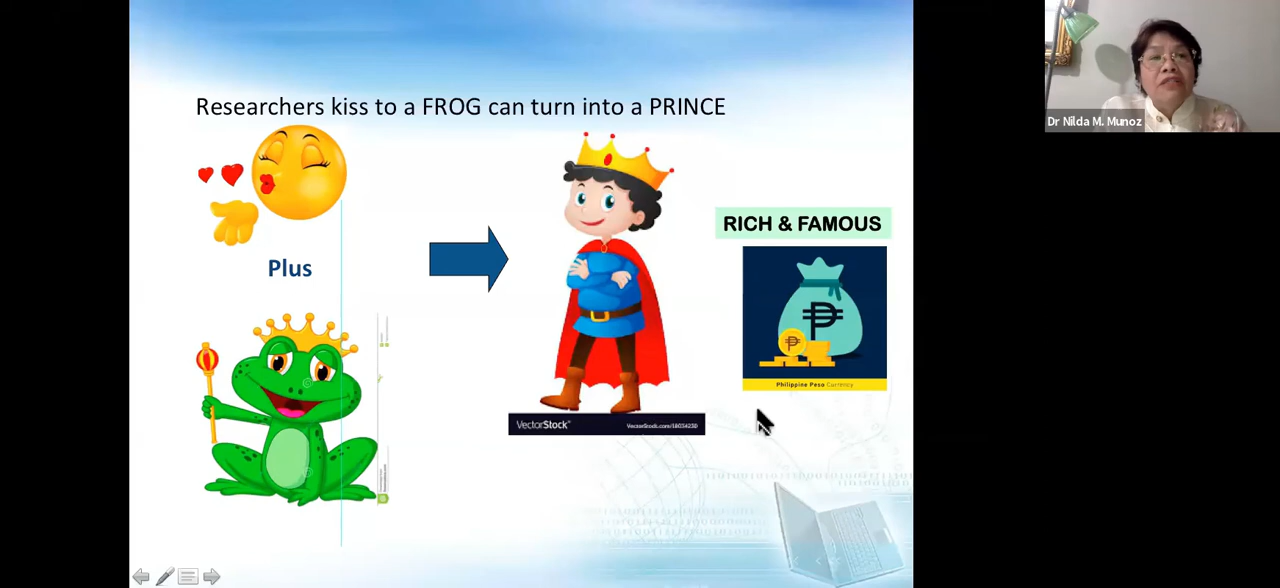 Researchers kiss to a FROG can turn into a PRINCE
Dr Nilda M. Munoz
RICH & FAMOUS
Plus
₱
₱
Philippine Peso Currency
VectorStock
VectorStock.com/18034230